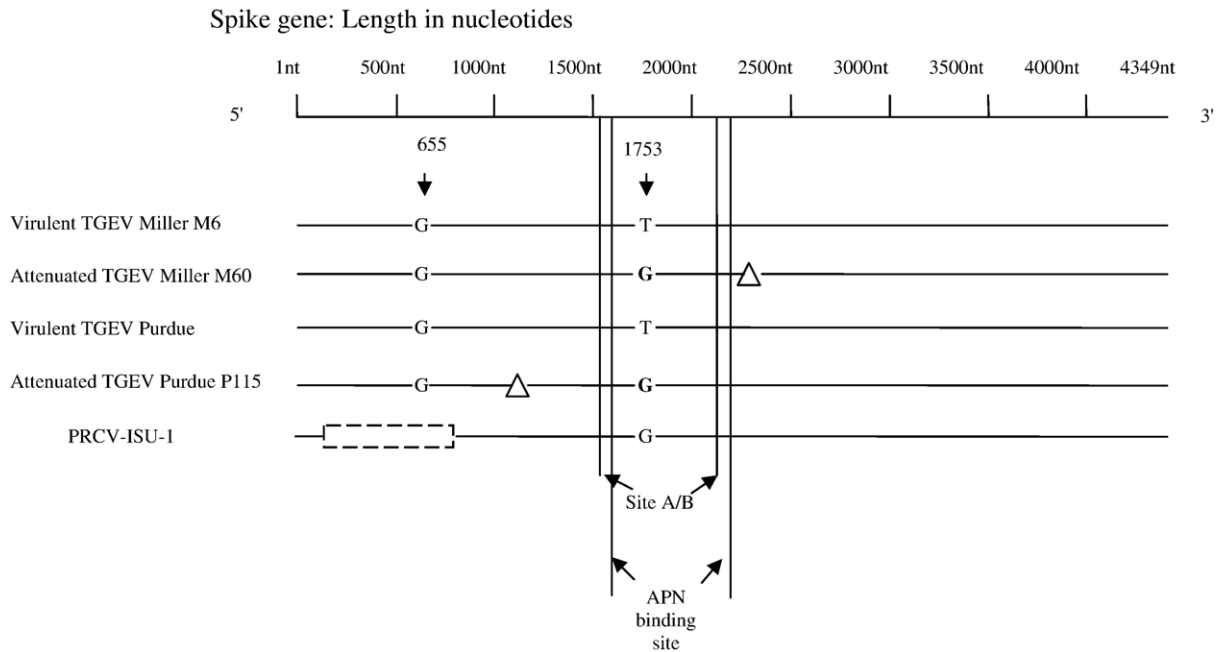 Spike gene: Length in nucleotides
1nt 500nt 1000nt 1500nt 2000nt 2500nt 3000nt 3500nt 4000nt 4349nt
5' 3'
655 1753
Virulent TGEV Miller M6 G T
Attenuated TGEV Miller M60 G G
Virulent TGEV Purdue G T
Attenuated TGEV Purdue P115 G G
PRCV-ISU-1 G
Site A/B
APN
binding
site